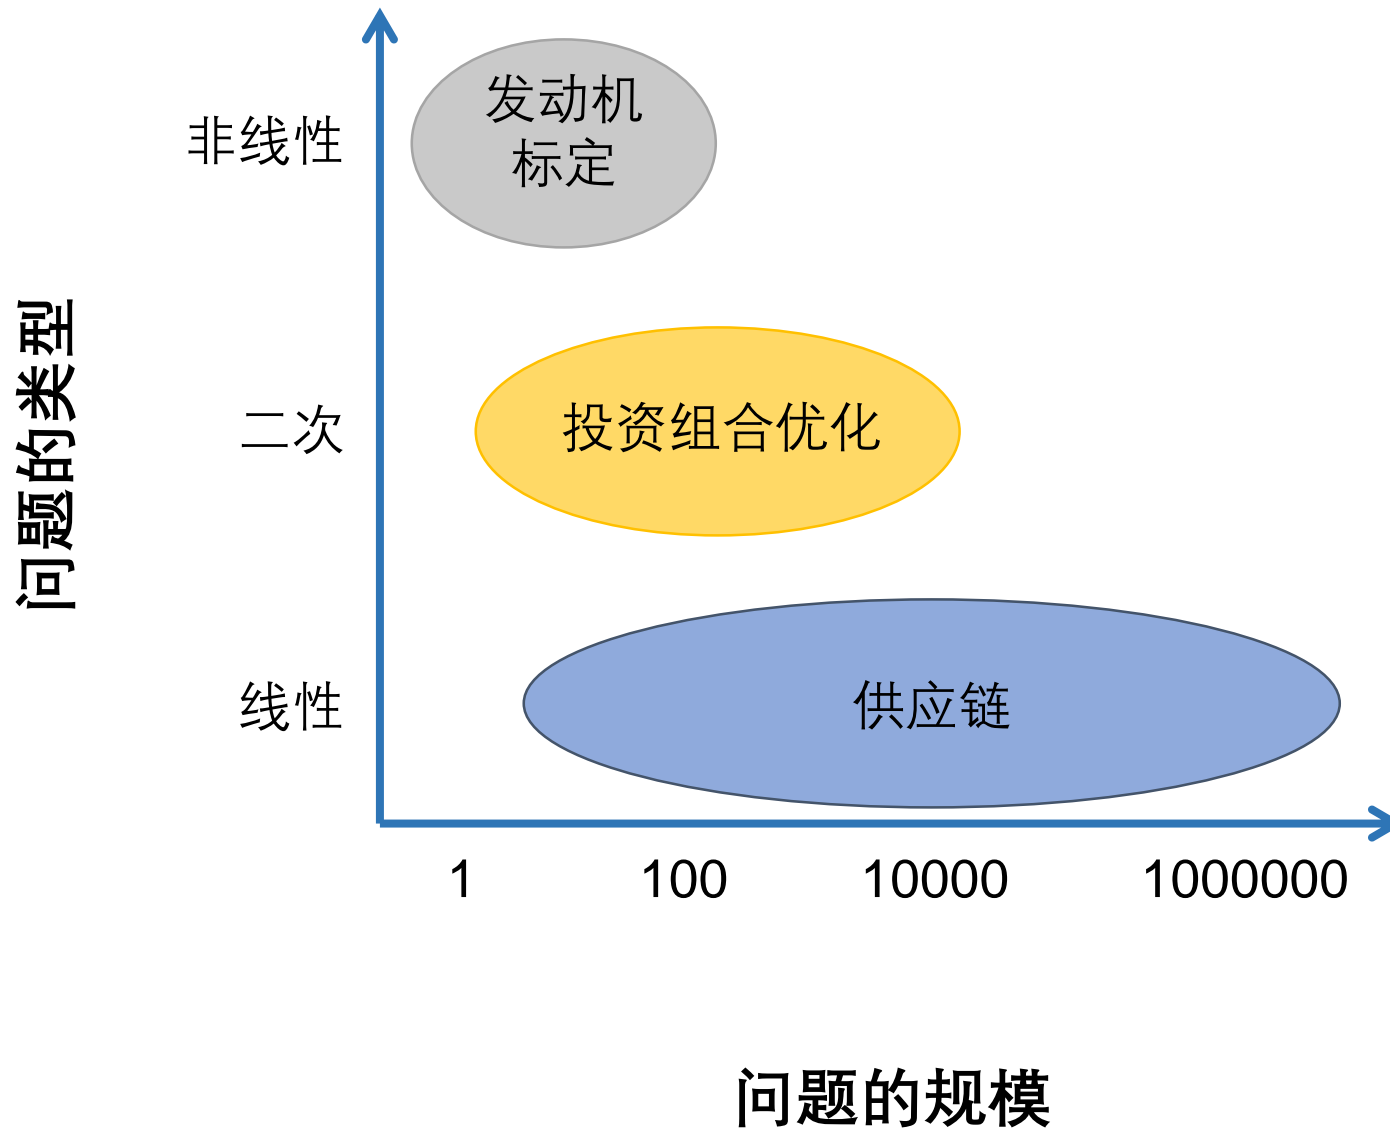 发动机
标定
非线性
问题的类型
二次
投资组合优化
线性
供应链
1
100
10000
1000000
问题的规模